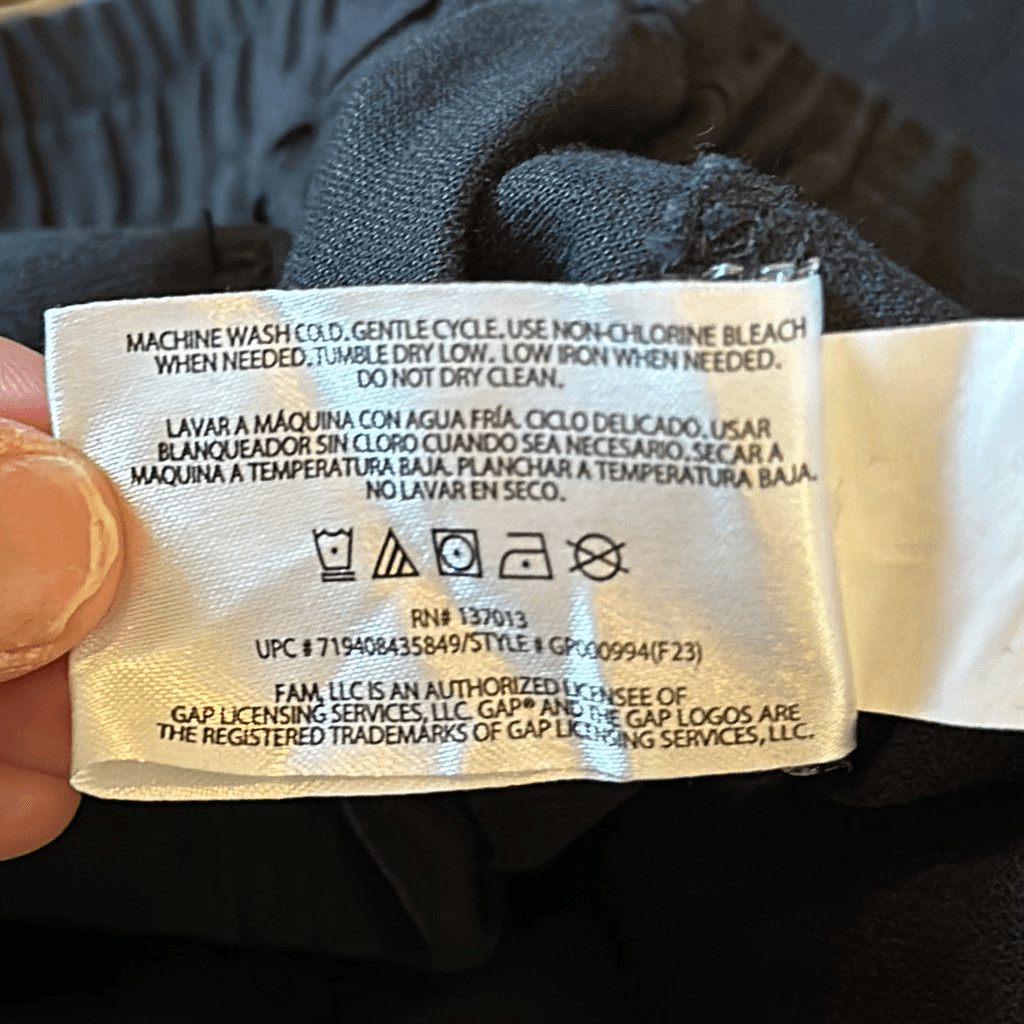 MACHINE WASH COLD. GENTLE CYCLE. USE NON-CHLORINE BLEACH
WHEN NEEDED. TUMBLE DRY LOW. LOW IRON WHEN NEEDED.
DO NOT DRY CLEAN.
LAVAR A MÁQUINA CON AGUA FRÍA. CICLO DELICADO. USAR
BLANQUEADOR SIN CLORO CUANDO SEA NECESARIO. SECAR A
MAQUINA A TEMPERATURA BAJA. PLANCHAR A TEMPERATURA BAJA.
NO LAVAR EN SECO.
RN# 137013
UPC # 719408435849/STYLE # GP000994(F23)
FAM, LLC IS AN AUTHORIZED LICENSEE OF
GAP LICENSING SERVICES, LLC. GAP® AND THE GAP LOGOS ARE
THE REGISTERED TRADEMARKS OF GAP LICENSING SERVICES, LLC.